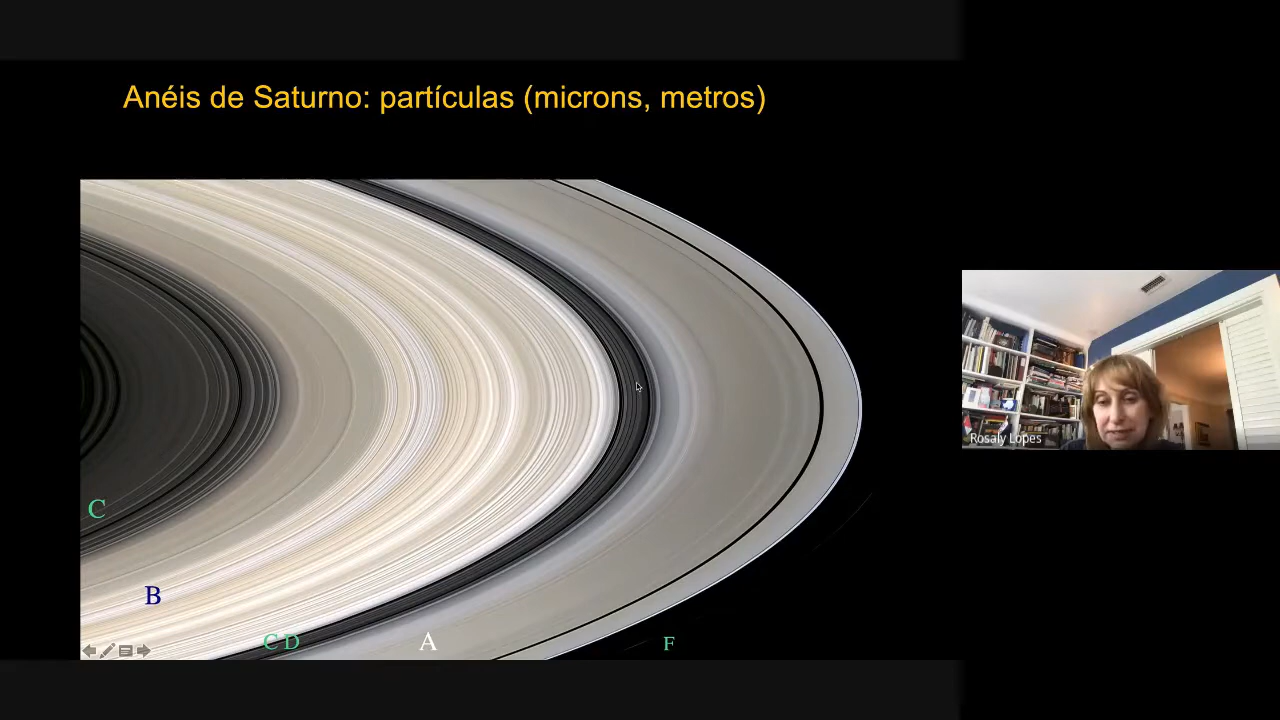 Anéis de Saturno: partículas (microns, metros)
Rosaly Lopes
C
B
C D
A
F